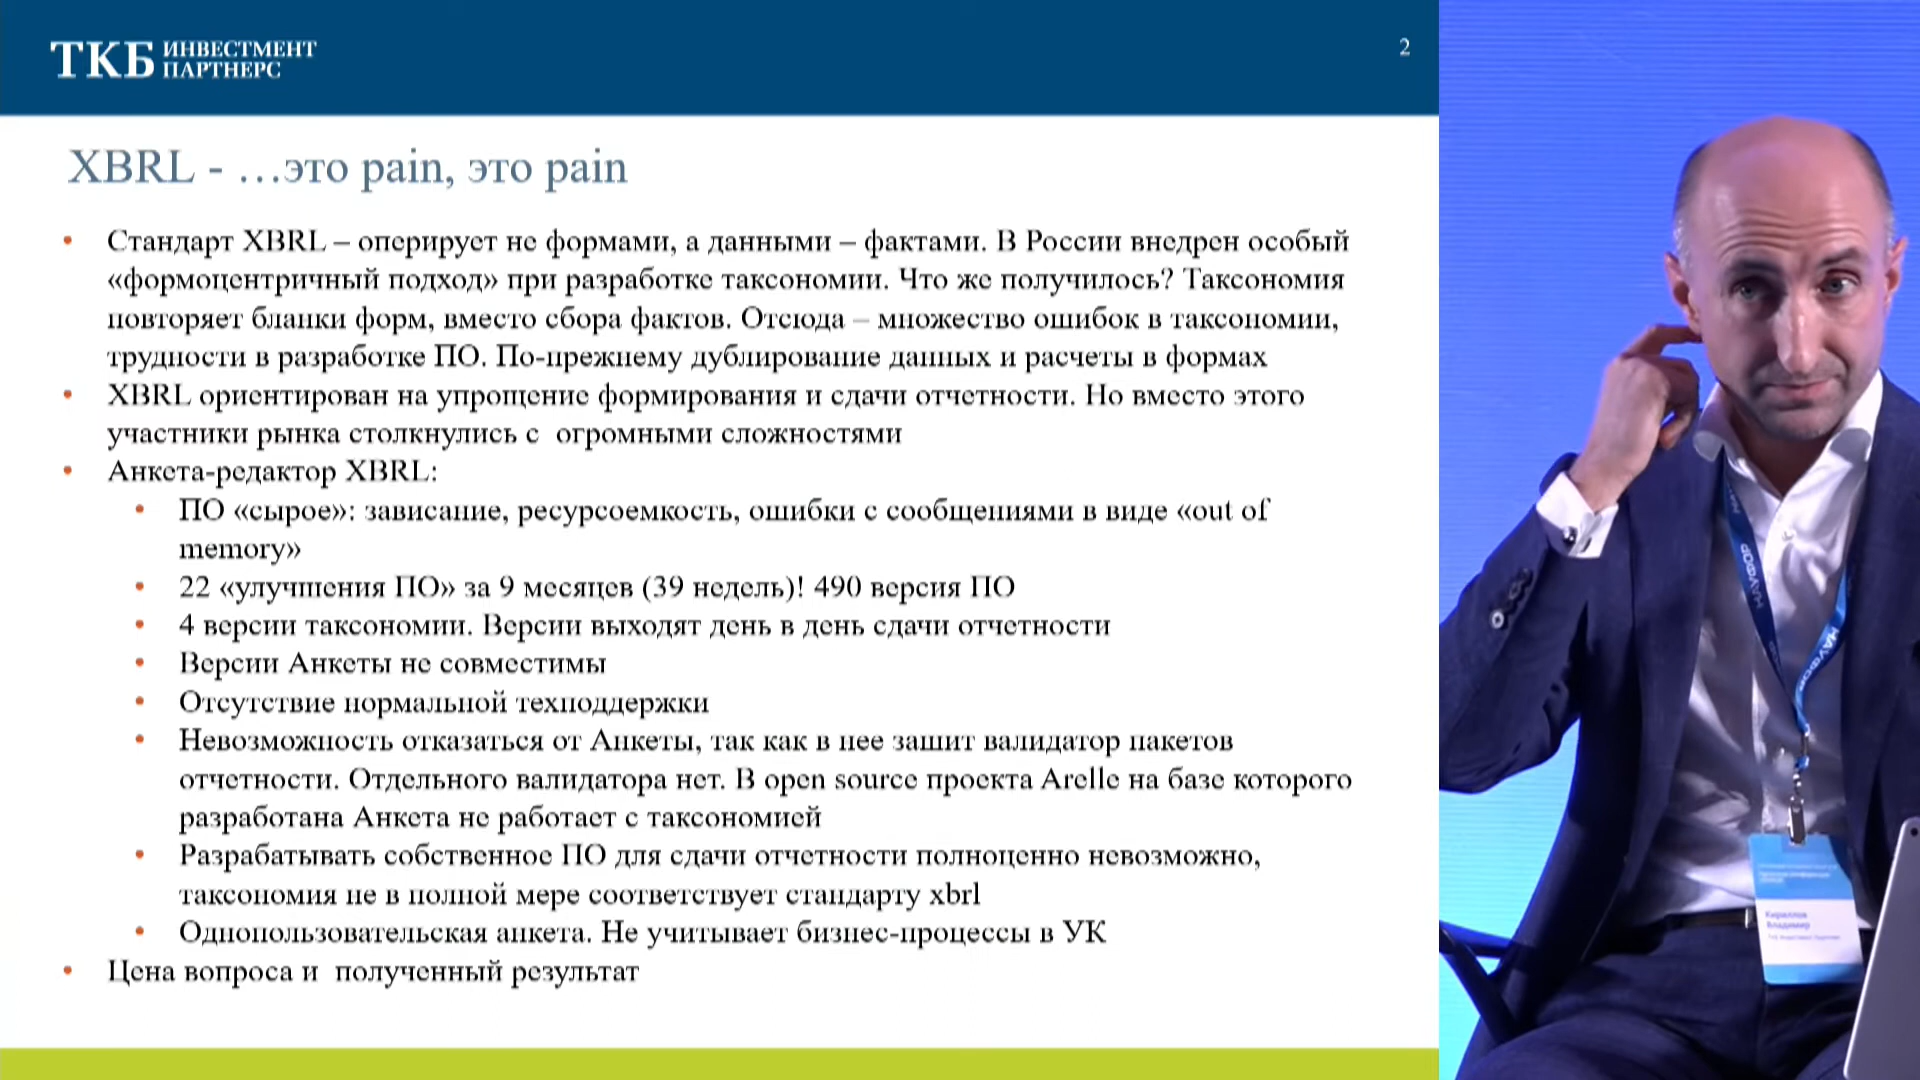 ТКБ ИНВЕСТМЕНТ
ПАРТНЕРС
2
XBRL - …это pain, это pain
• Стандарт XBRL – оперирует не формами, а данными – фактами. В России внедрен особый
«формоцентричный подход» при разработке таксономии. Что же получилось? Таксономия
повторяет бланки форм, вместо сбора фактов. Отсюда – множество ошибок в таксономии,
трудности в разработке ПО. По-прежнему дублирование данных и расчеты в формах
• XBRL ориентирован на упрощение формирования и сдачи отчетности. Но вместо этого
участники рынка столкнулись с огромными сложностями
• Анкета-редактор XBRL:
• ПО «сырое»: зависание, ресурсоемкость, ошибки с сообщениями в виде «out of
memory»
• 22 «улучшения ПО» за 9 месяцев (39 недель)! 490 версия ПО
• 4 версии таксономии. Версии выходят день в день сдачи отчетности
• Версии Анкеты не совместимы
• Отсутствие нормальной техподдержки
• Невозможность отказаться от Анкеты, так как в нее зашит валидатор пакетов
отчетности. Отдельного валидатора нет. В open source проекта Arelle на базе которого
разработана Анкета не работает с таксономией
• Разрабатывать собственное ПО для сдачи отчетности полноценно невозможно,
таксономия не в полной мере соответствует стандарту xbrl
• Однопользовательская анкета. Не учитывает бизнес-процессы в УК
• Цена вопроса и полученный результат
НАУФОР
НАУФОР
Кириллов
Владимир